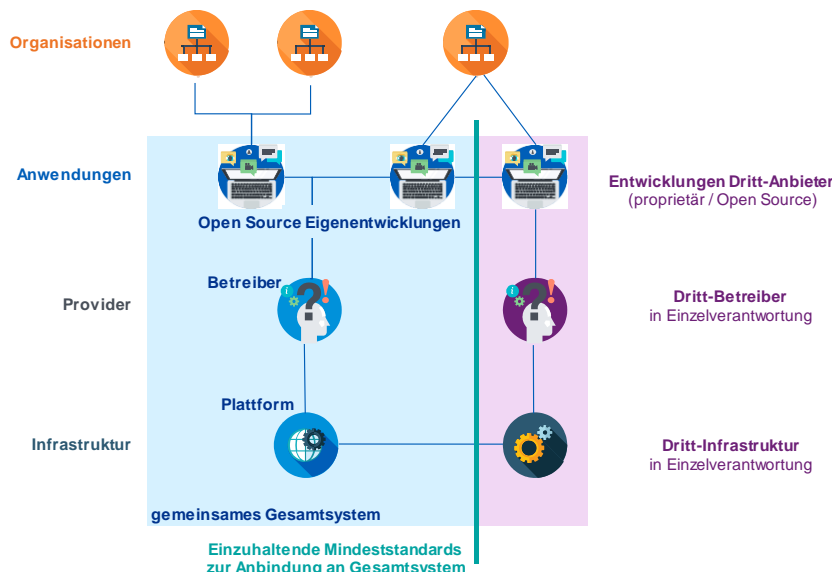 Organisationen
Anwendungen
Open Source Eigenentwicklungen
Entwicklungen Dritt-Anbieter
(proprietär / Open Source)
Betreiber
Provider
Dritt-Betreiber
in Einzelverantwortung
Plattform
Infrastruktur
Dritt-Infrastruktur
in Einzelverantwortung
gemeinsames Gesamtsystem
Einzuhaltende Mindeststandards
zur Anbindung an Gesamtsystem